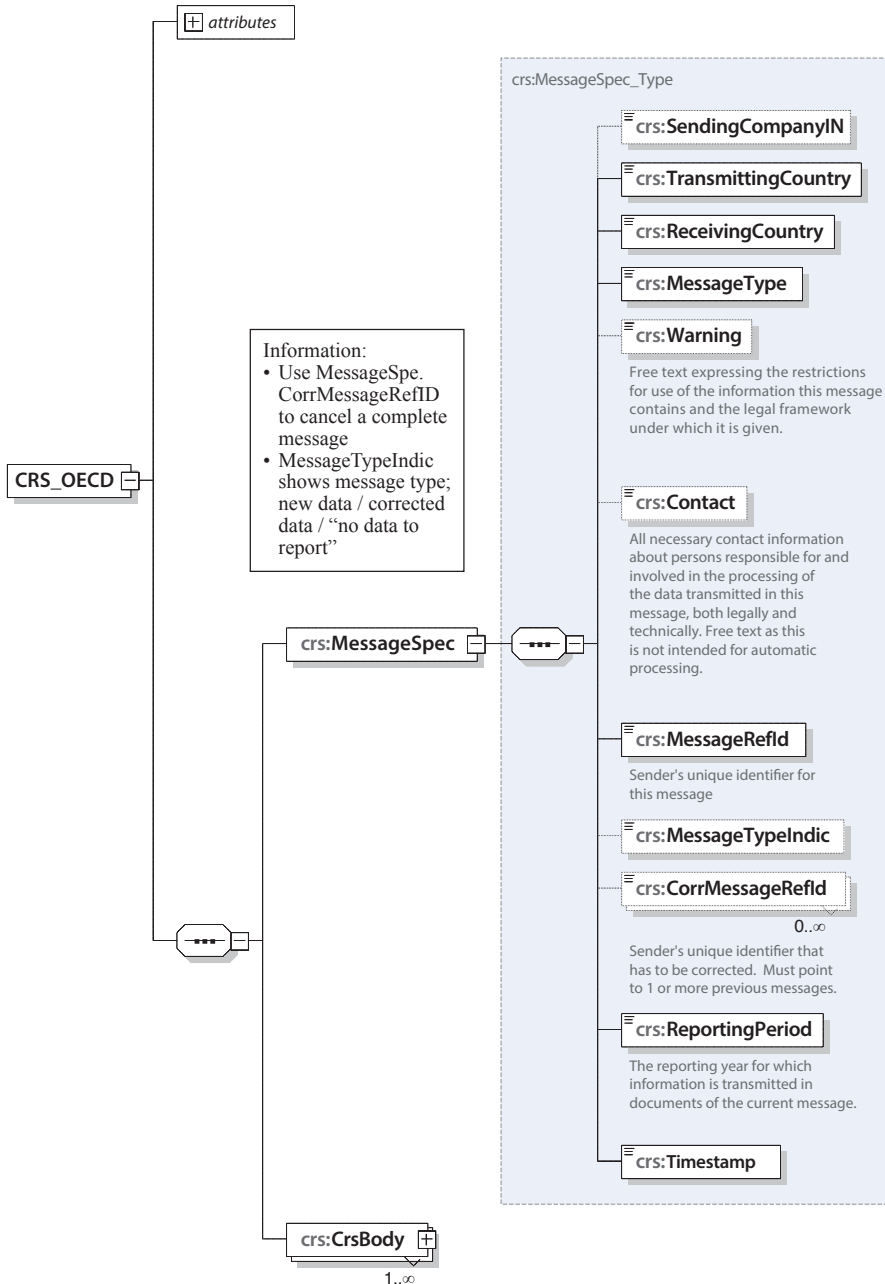 attributes
crs:MessageSpec_Type
crs:SendingCompanyIN
crs:TransmittingCountry
crs:ReceivingCountry
crs:MessageType
crs:Warning
Free text expressing the restrictions
for use of the information this message
contains and the legal framework
under which it is given.
Information:
• Use MessageSpe.
CorrMessageRefID
to cancel a complete
message
• MessageTypeIndic
shows message type;
new data / corrected
data / “no data to
report”
CRS_OECD
crs:Contact
All necessary contact information
about persons responsible for and
involved in the processing of
the data transmitted in this
message, both legally and
technically. Free text as this
is not intended for automatic
processing.
crs:MessageSpec
crs:MessageRefId
Sender's unique identifier for
this message
crs:MessageTypeIndic
crs:CorrMessageRefId
0..∞
Sender's unique identifier that
has to be corrected. Must point
to 1 or more previous messages.
crs:ReportingPeriod
The reporting year for which
information is transmitted in
documents of the current message.
crs:Timestamp
crs:CrsBody
1..∞